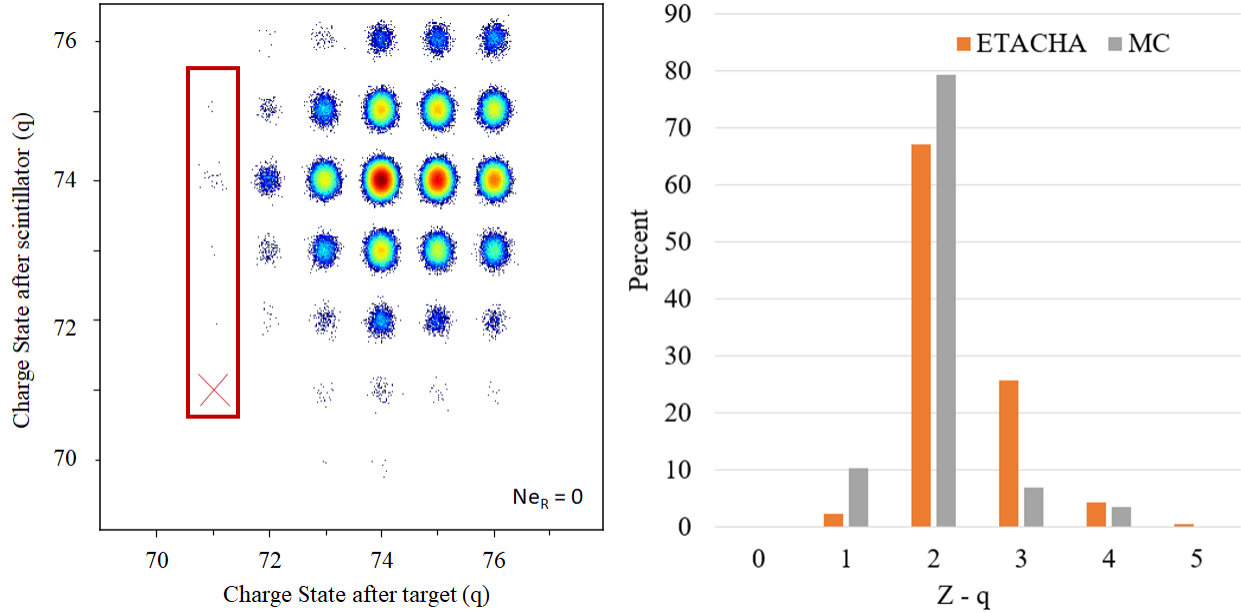 76
74
72
70
Charge State after scintillator (q)
Ne_R = 0
70 72 74 76
Charge State after target (q)
90
80
70
60
50
40
30
20
10
0
Percent
ETACHA MC
0 1 2 3 4 5
Z - q